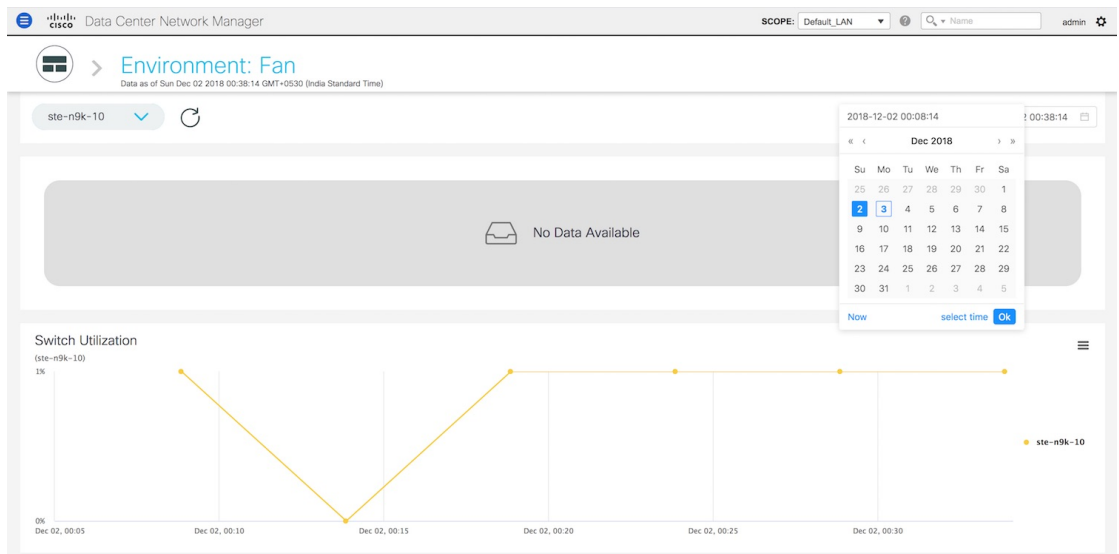 cisco Data Center Network Manager
SCOPE: Default_LAN
Name
admin
Environment: Fan
Data as of Sun Dec 02 2018 00:38:14 GMT+0530 (India Standard Time)
ste-n9k-10
2018-12-02 00:08:14
2 00:38:14
« ‹ Dec 2018 › »
Su Mo Tu We Th Fr Sa
25 26 27 28 29 30 1
2 3 4 5 6 7 8
9 10 11 12 13 14 15
16 17 18 19 20 21 22
23 24 25 26 27 28 29
30 31 1 2 3 4 5
Now select time Ok
No Data Available
Switch Utilization
(ste-n9k-10)
1%
ste-n9k-10
0%
Dec 02, 00:05 Dec 02, 00:10 Dec 02, 00:15 Dec 02, 00:20 Dec 02, 00:25 Dec 02, 00:30